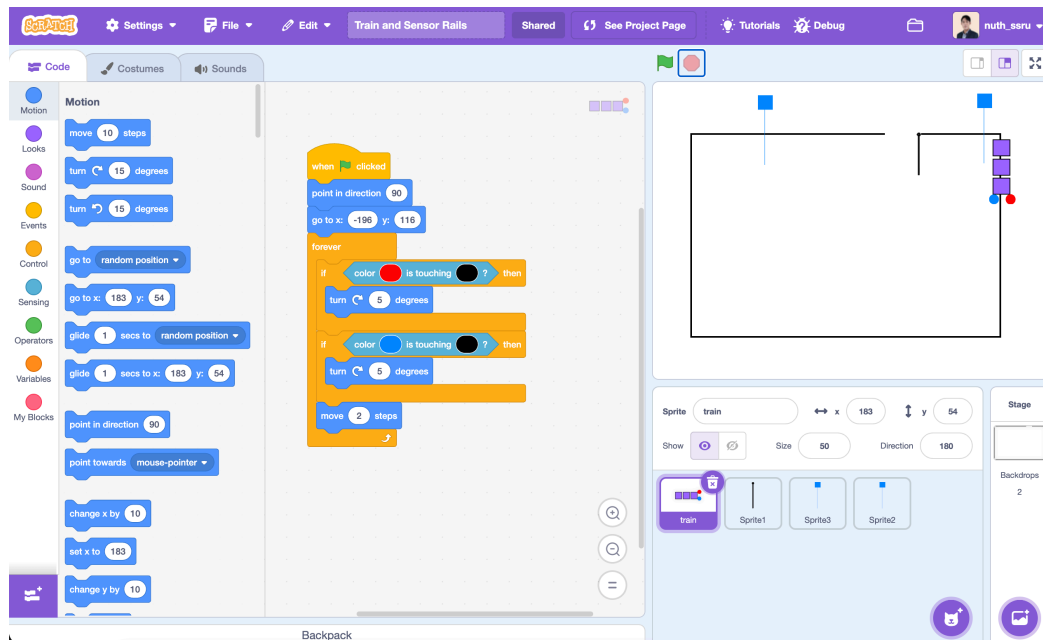 SCRATCH
Settings
File
Edit
Train and Sensor Rails
Shared
See Project Page
Tutorials
Debug
nuth_ssru
Code
Costumes
Sounds
Motion
Looks
Sound
Events
Control
Sensing
Operators
Variables
My Blocks
Motion
move 10 steps
turn 15 degrees
turn 15 degrees
go to random position
go to x: 183 y: 54
glide 1 secs to random position
glide 1 secs to x: 183 y: 54
point in direction 90
point towards mouse-pointer
change x by 10
set x to 183
change y by 10
when clicked
point in direction 90
go to x: -196 y: 116
forever
if color is touching ? then
turn 5 degrees
if color is touching ? then
turn 5 degrees
move 2 steps
Backpack
Sprite train x 183 y 54
Show Size 50 Direction 180
train
Sprite1
Sprite3
Sprite2
Stage
Backdrops
2